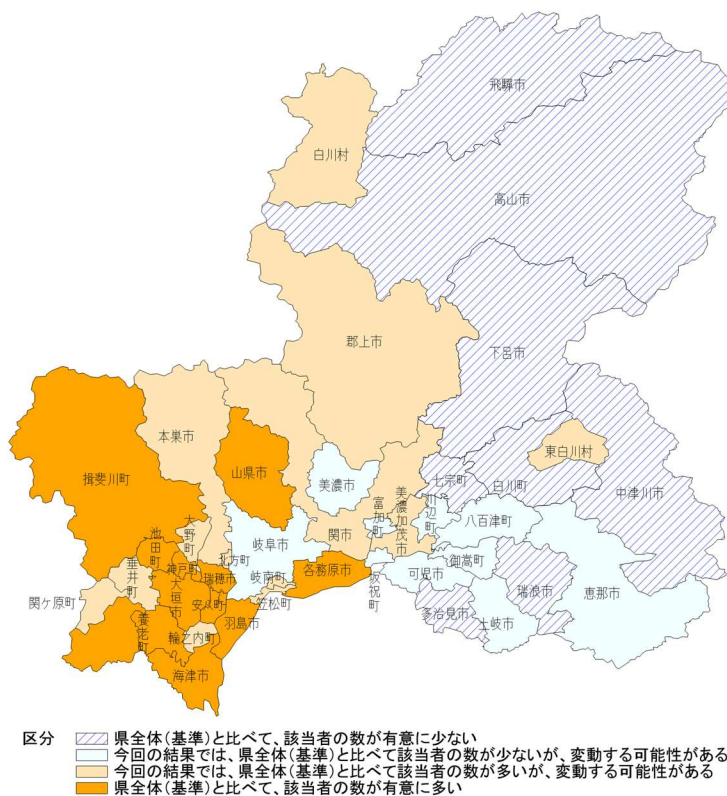 飛騨市
白川村
高山市
郡上市
下呂市
本巣市
東白川村
山県市
揖斐川町
美濃市
七宗町
白川町
中津川市
富加町
美濃加茂市
川辺町
八百津町
大野町
関市
岐阜市
池田町
北方町
御嵩町
神戸町
垂井町
瑞穂市
岐南町
各務原市
坂祝町
可児市
瑞浪市
恵那市
関ケ原町
大垣市
安八町
笠松町
羽島市
多治見市
土岐市
養老町
輪之内町
海津市
区分
県全体(基準)と比べて、該当者の数が有意に少ない
今回の結果では、県全体(基準)と比べて該当者の数が少ないが、変動する可能性がある
今回の結果では、県全体(基準)と比べて該当者の数が多いが、変動する可能性がある
県全体(基準)と比べて、該当者の数が有意に多い